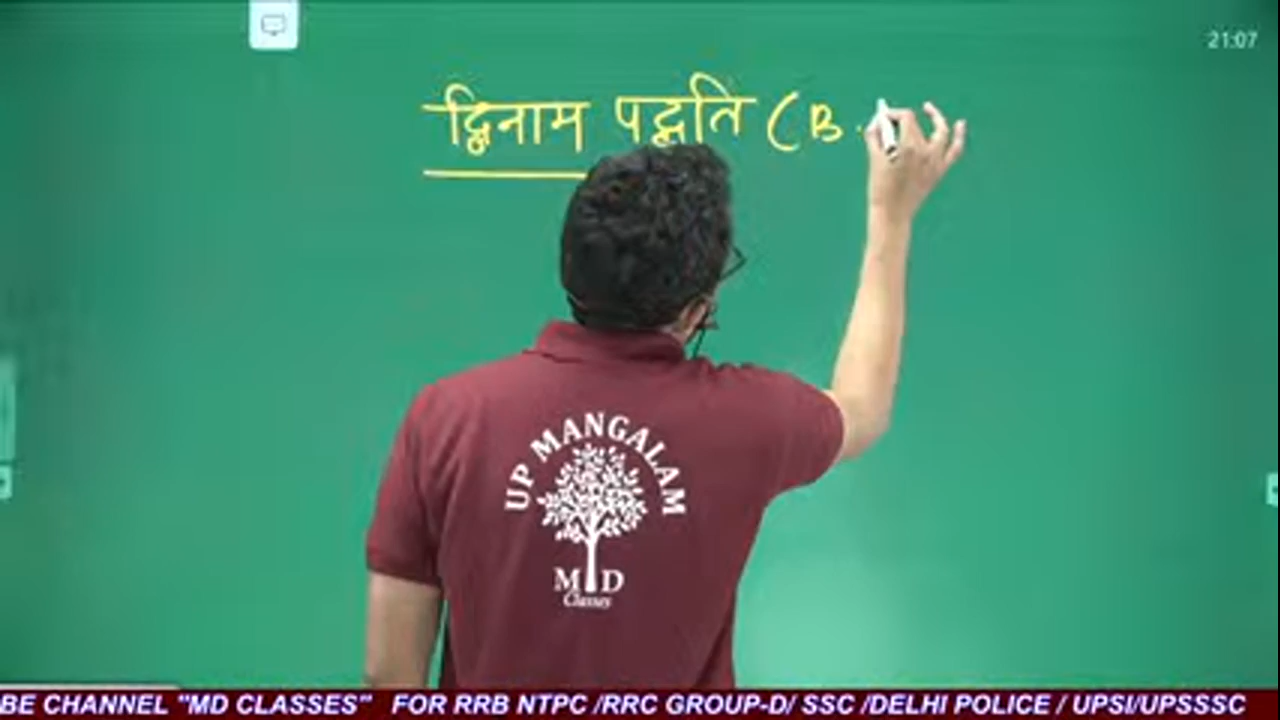 21:07
द्विनाम पद्धति (B.
UP MANGALAM
MD
Classes
BE CHANNEL "MD CLASSES" FOR RRB NTPC /RRC GROUP-D/ SSC /DELHI POLICE / UPSI/UPSSSC